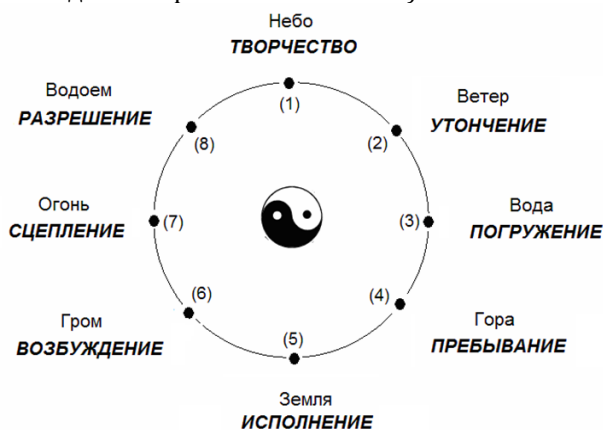 Небо
ТВОРЧЕСТВО
Водоем
РАЗРЕШЕНИЕ
(1)
Ветер
УТОНЧЕНИЕ
(8)
(2)
Огонь
СЦЕПЛЕНИЕ
(7)
(3)
Вода
ПОГРУЖЕНИЕ
(6)
(4)
Гром
ВОЗБУЖДЕНИЕ
(5)
Гора
ПРЕБЫВАНИЕ
Земля
ИСПОЛНЕНИЕ